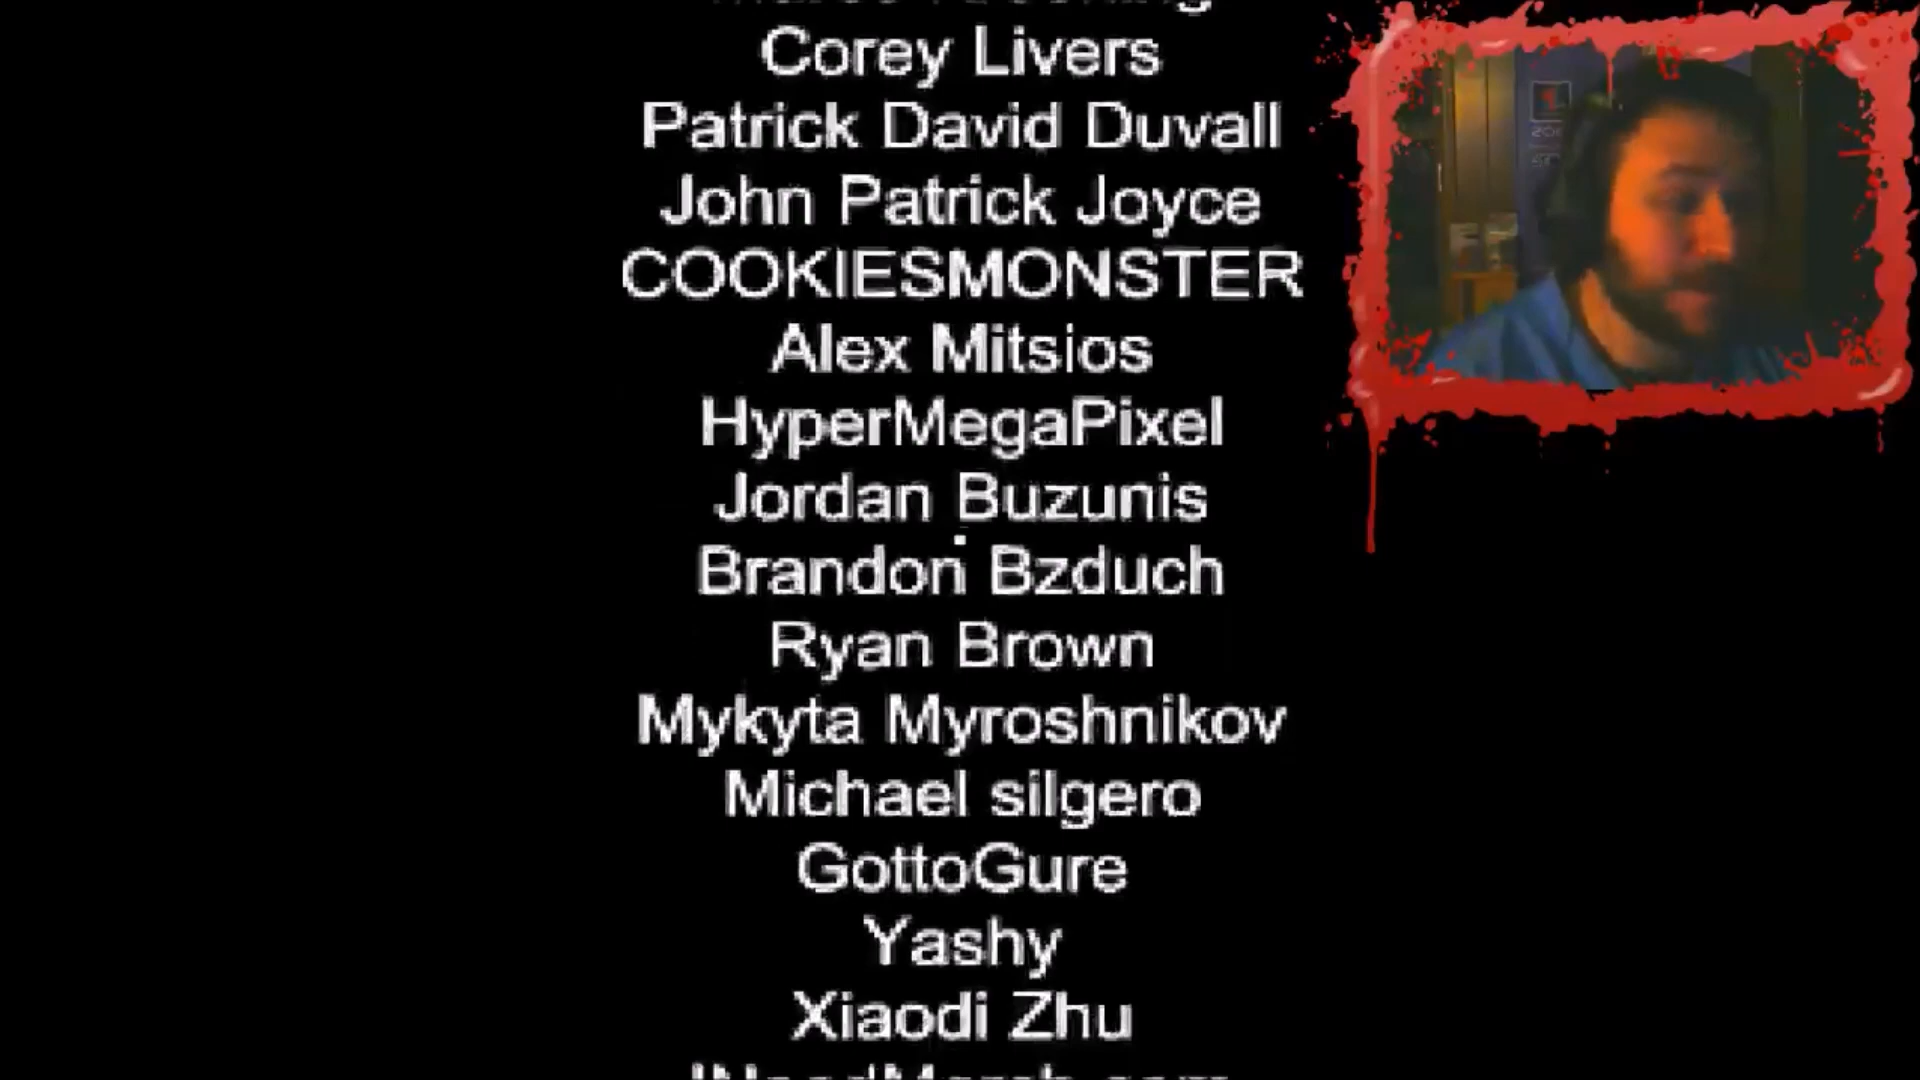 Corey Livers
Patrick David Duvall
John Patrick Joyce
COOKIESMONSTER
Alex Mitsios
HyperMegaPixel
Jordan Buzunis
Brandon Bzduch
Ryan Brown
Mykyta Myroshnikov
Michael silgero
GottoGure
Yashy
Xiaodi Zhu